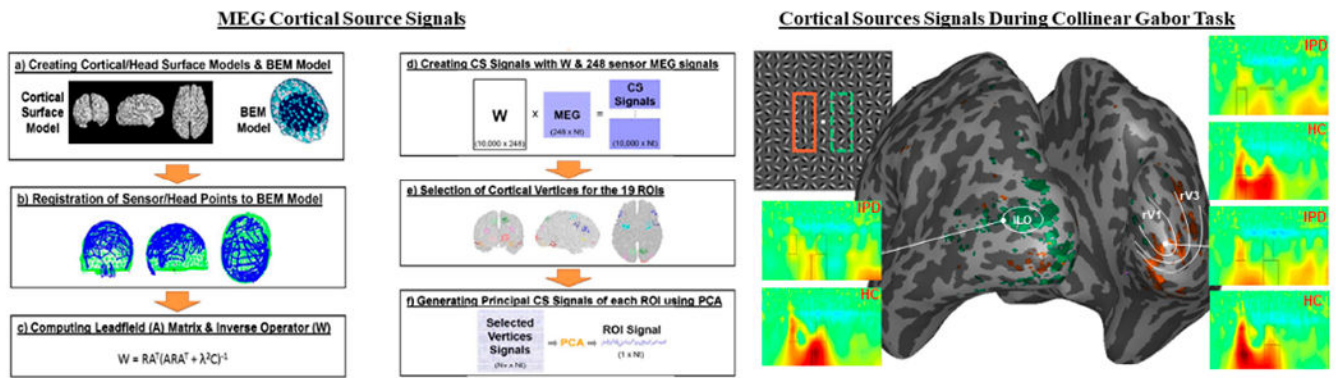 MEG Cortical Source Signals
a) Creating Cortical/Head Surface Models & BEM Model
Cortical
Surface
Model
BEM
Model
b) Registration of Sensor/Head Points to BEM Model
c) Computing Leadfield (A) Matrix & Inverse Operator (W)
W = RAᵀ(ARAᵀ + λ²C)⁻¹
d) Creating CS Signals with W & 248 sensor MEG signals
W
(10,000 x 248)
x
MEG
(248 x Nt)
=
CS
Signals
(10,000 x Nt)
e) Selection of Cortical Vertices for the 19 ROIs
f) Generating Principal CS Signals of each ROI using PCA
Selected
Vertices
Signals
(Nv x Nt)
PCA
ROI Signal
(1 x Nt)
Cortical Sources Signals During Collinear Gabor Task
IPD
HC
IPD
HC
lLO
rV1
rV3
IPD
HC